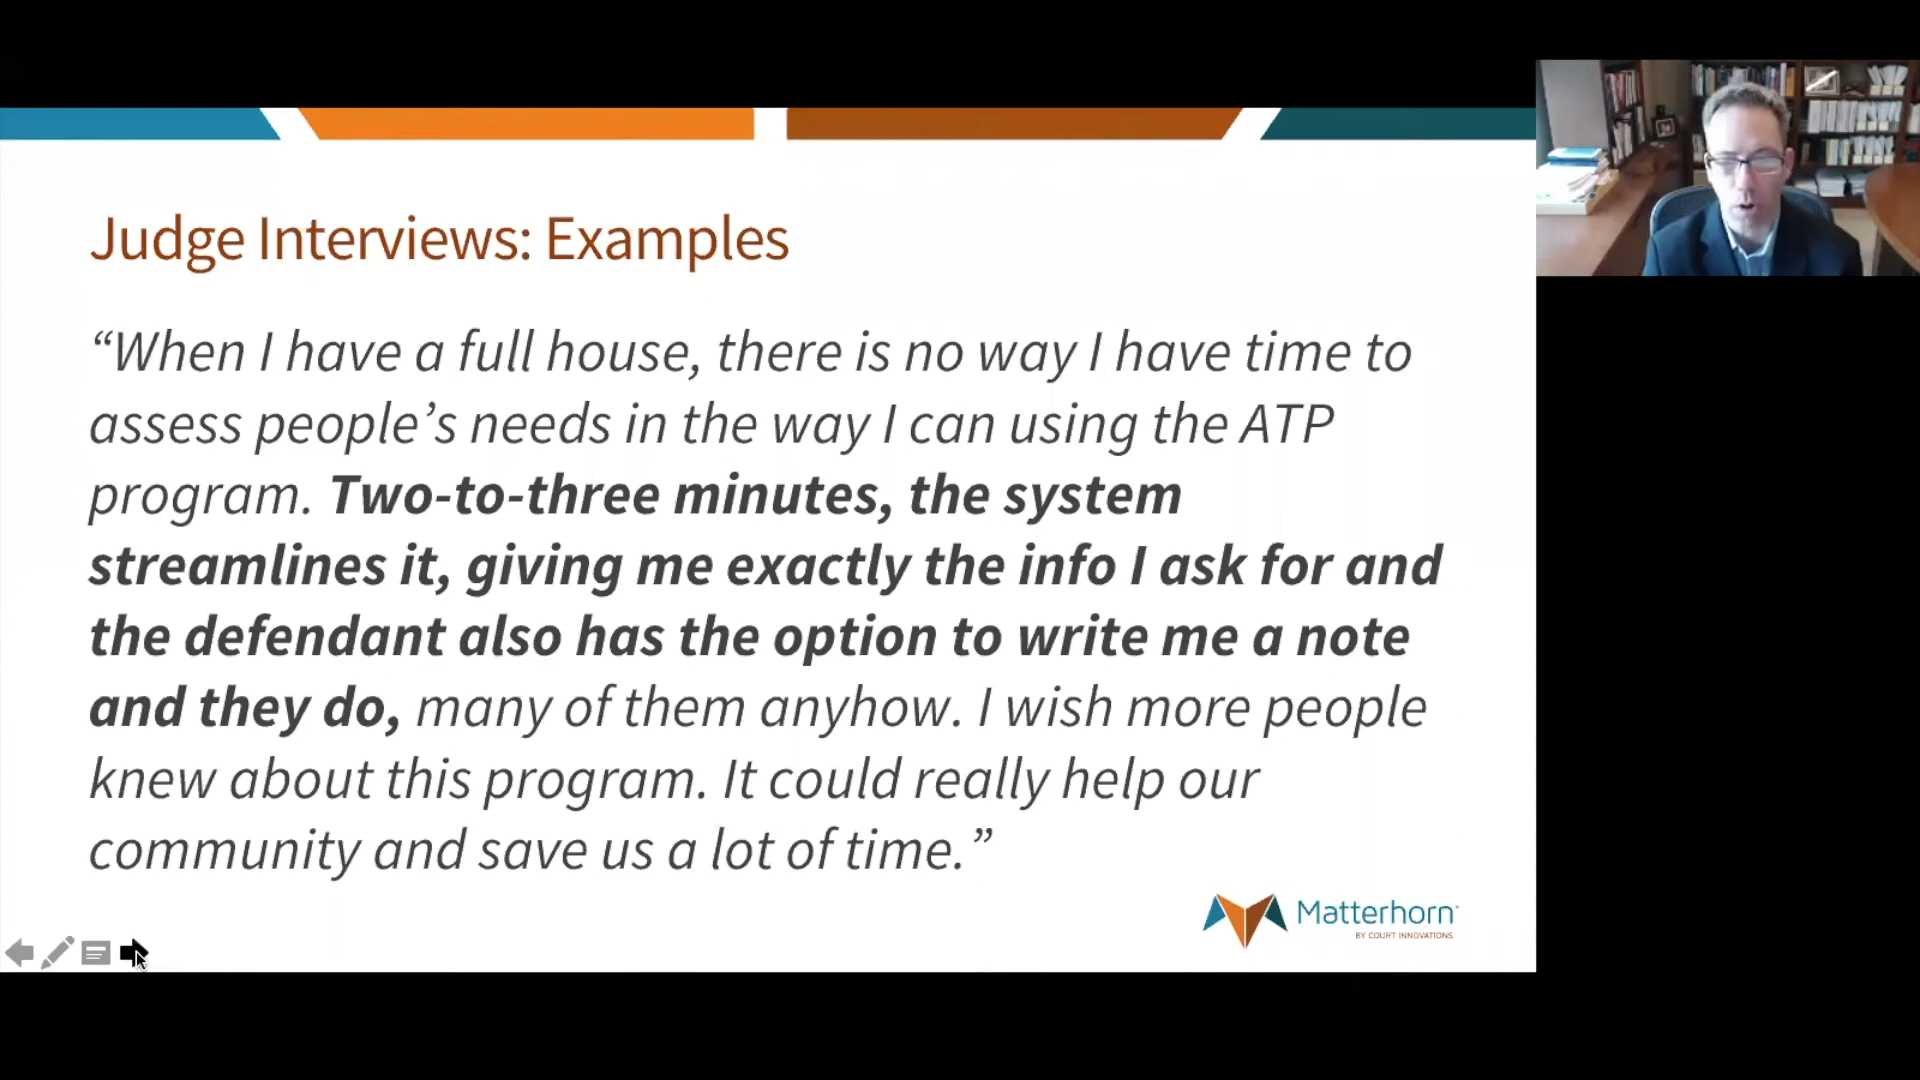 Judge Interviews: Examples
“When I have a full house, there is no way I have time to
assess people’s needs in the way I can using the ATP
program. Two-to-three minutes, the system
streamlines it, giving me exactly the info I ask for and
the defendant also has the option to write me a note
and they do, many of them anyhow. I wish more people
knew about this program. It could really help our
community and save us a lot of time.”
Matterhorn
BY COURT INNOVATIONS